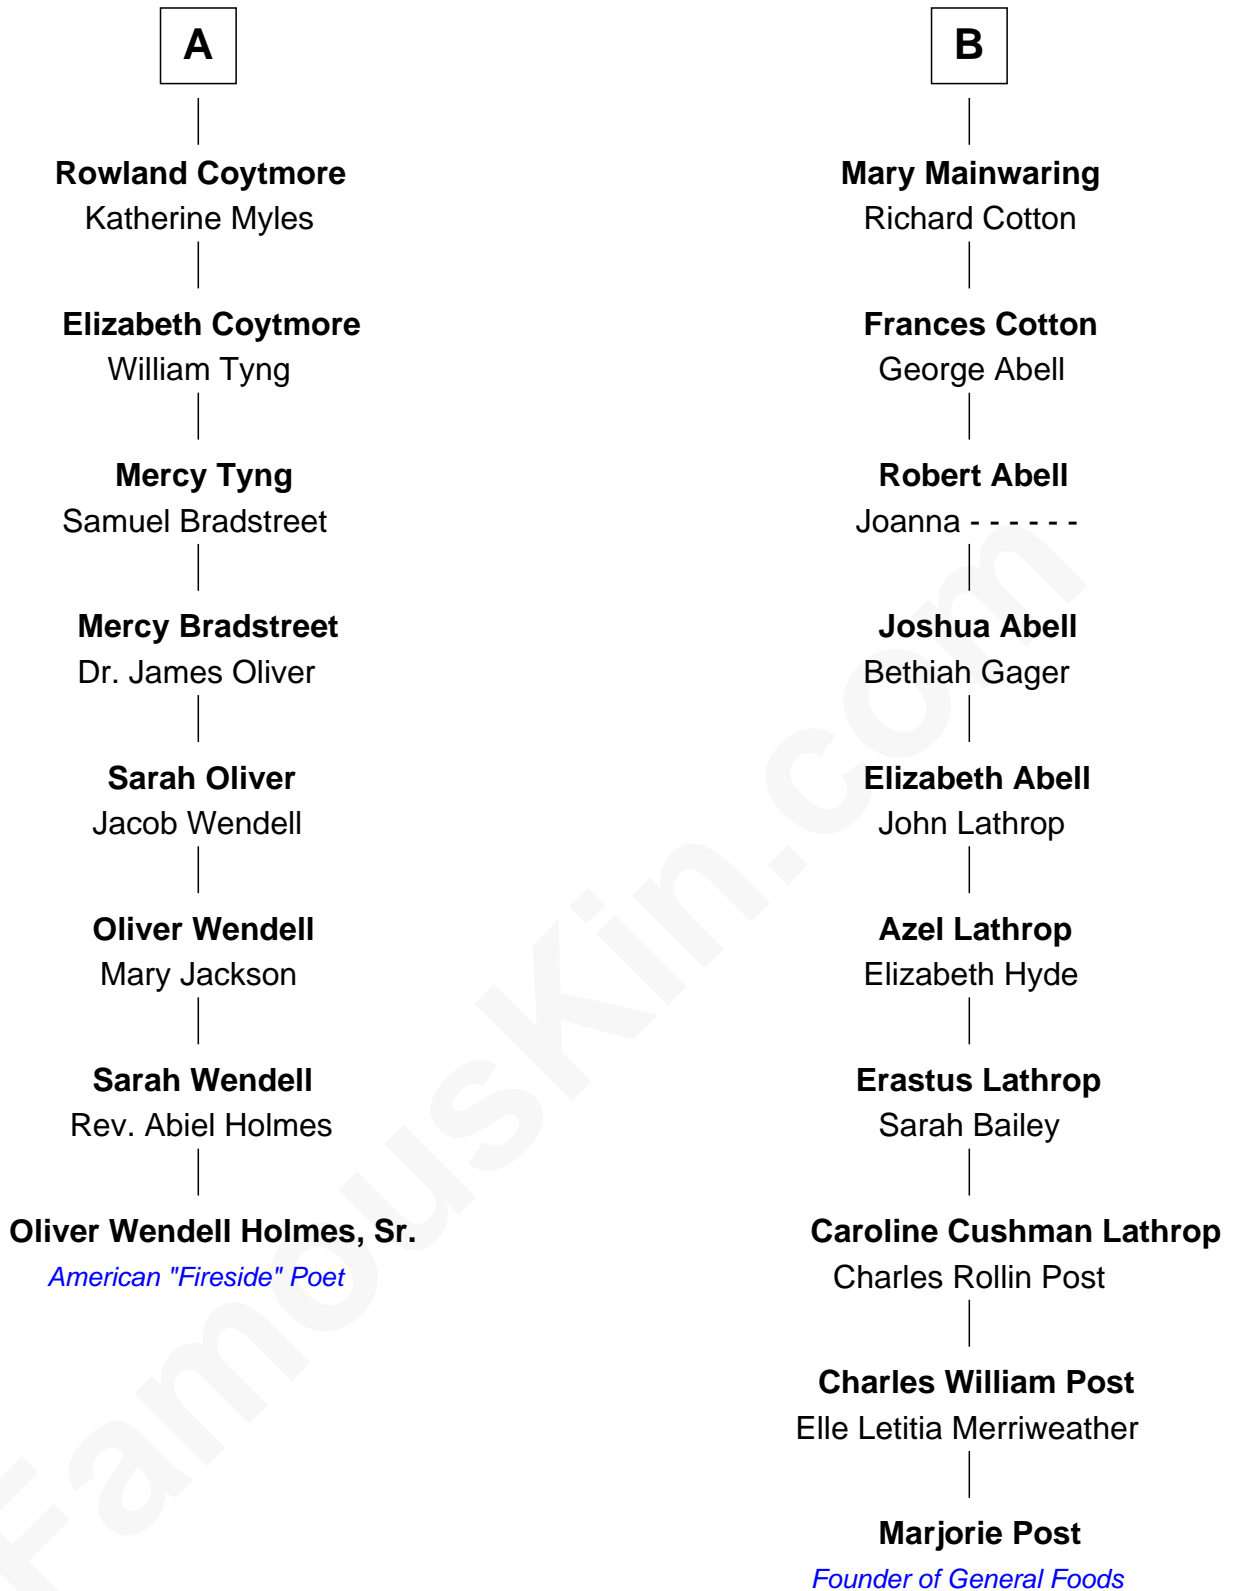 A
Rowland Coytmore
Katherine Myles
Elizabeth Coytmore
William Tyng
Mercy Tyng
Samuel Bradstreet
Mercy Bradstreet
Dr. James Oliver
Sarah Oliver
Jacob Wendell
Oliver Wendell
Mary Jackson
Sarah Wendell
Rev. Abiel Holmes
Oliver Wendell Holmes, Sr.
American "Fireside" Poet
B
Mary Mainwaring
Richard Cotton
Frances Cotton
George Abell
Robert Abell
Joanna - - - - - -
Joshua Abell
Bethiah Gager
Elizabeth Abell
John Lathrop
Azel Lathrop
Elizabeth Hyde
Erastus Lathrop
Sarah Bailey
Caroline Cushman Lathrop
Charles Rollin Post
Charles William Post
Elle Letitia Merriweather
Marjorie Post
Founder of General Foods
FamousKin.com